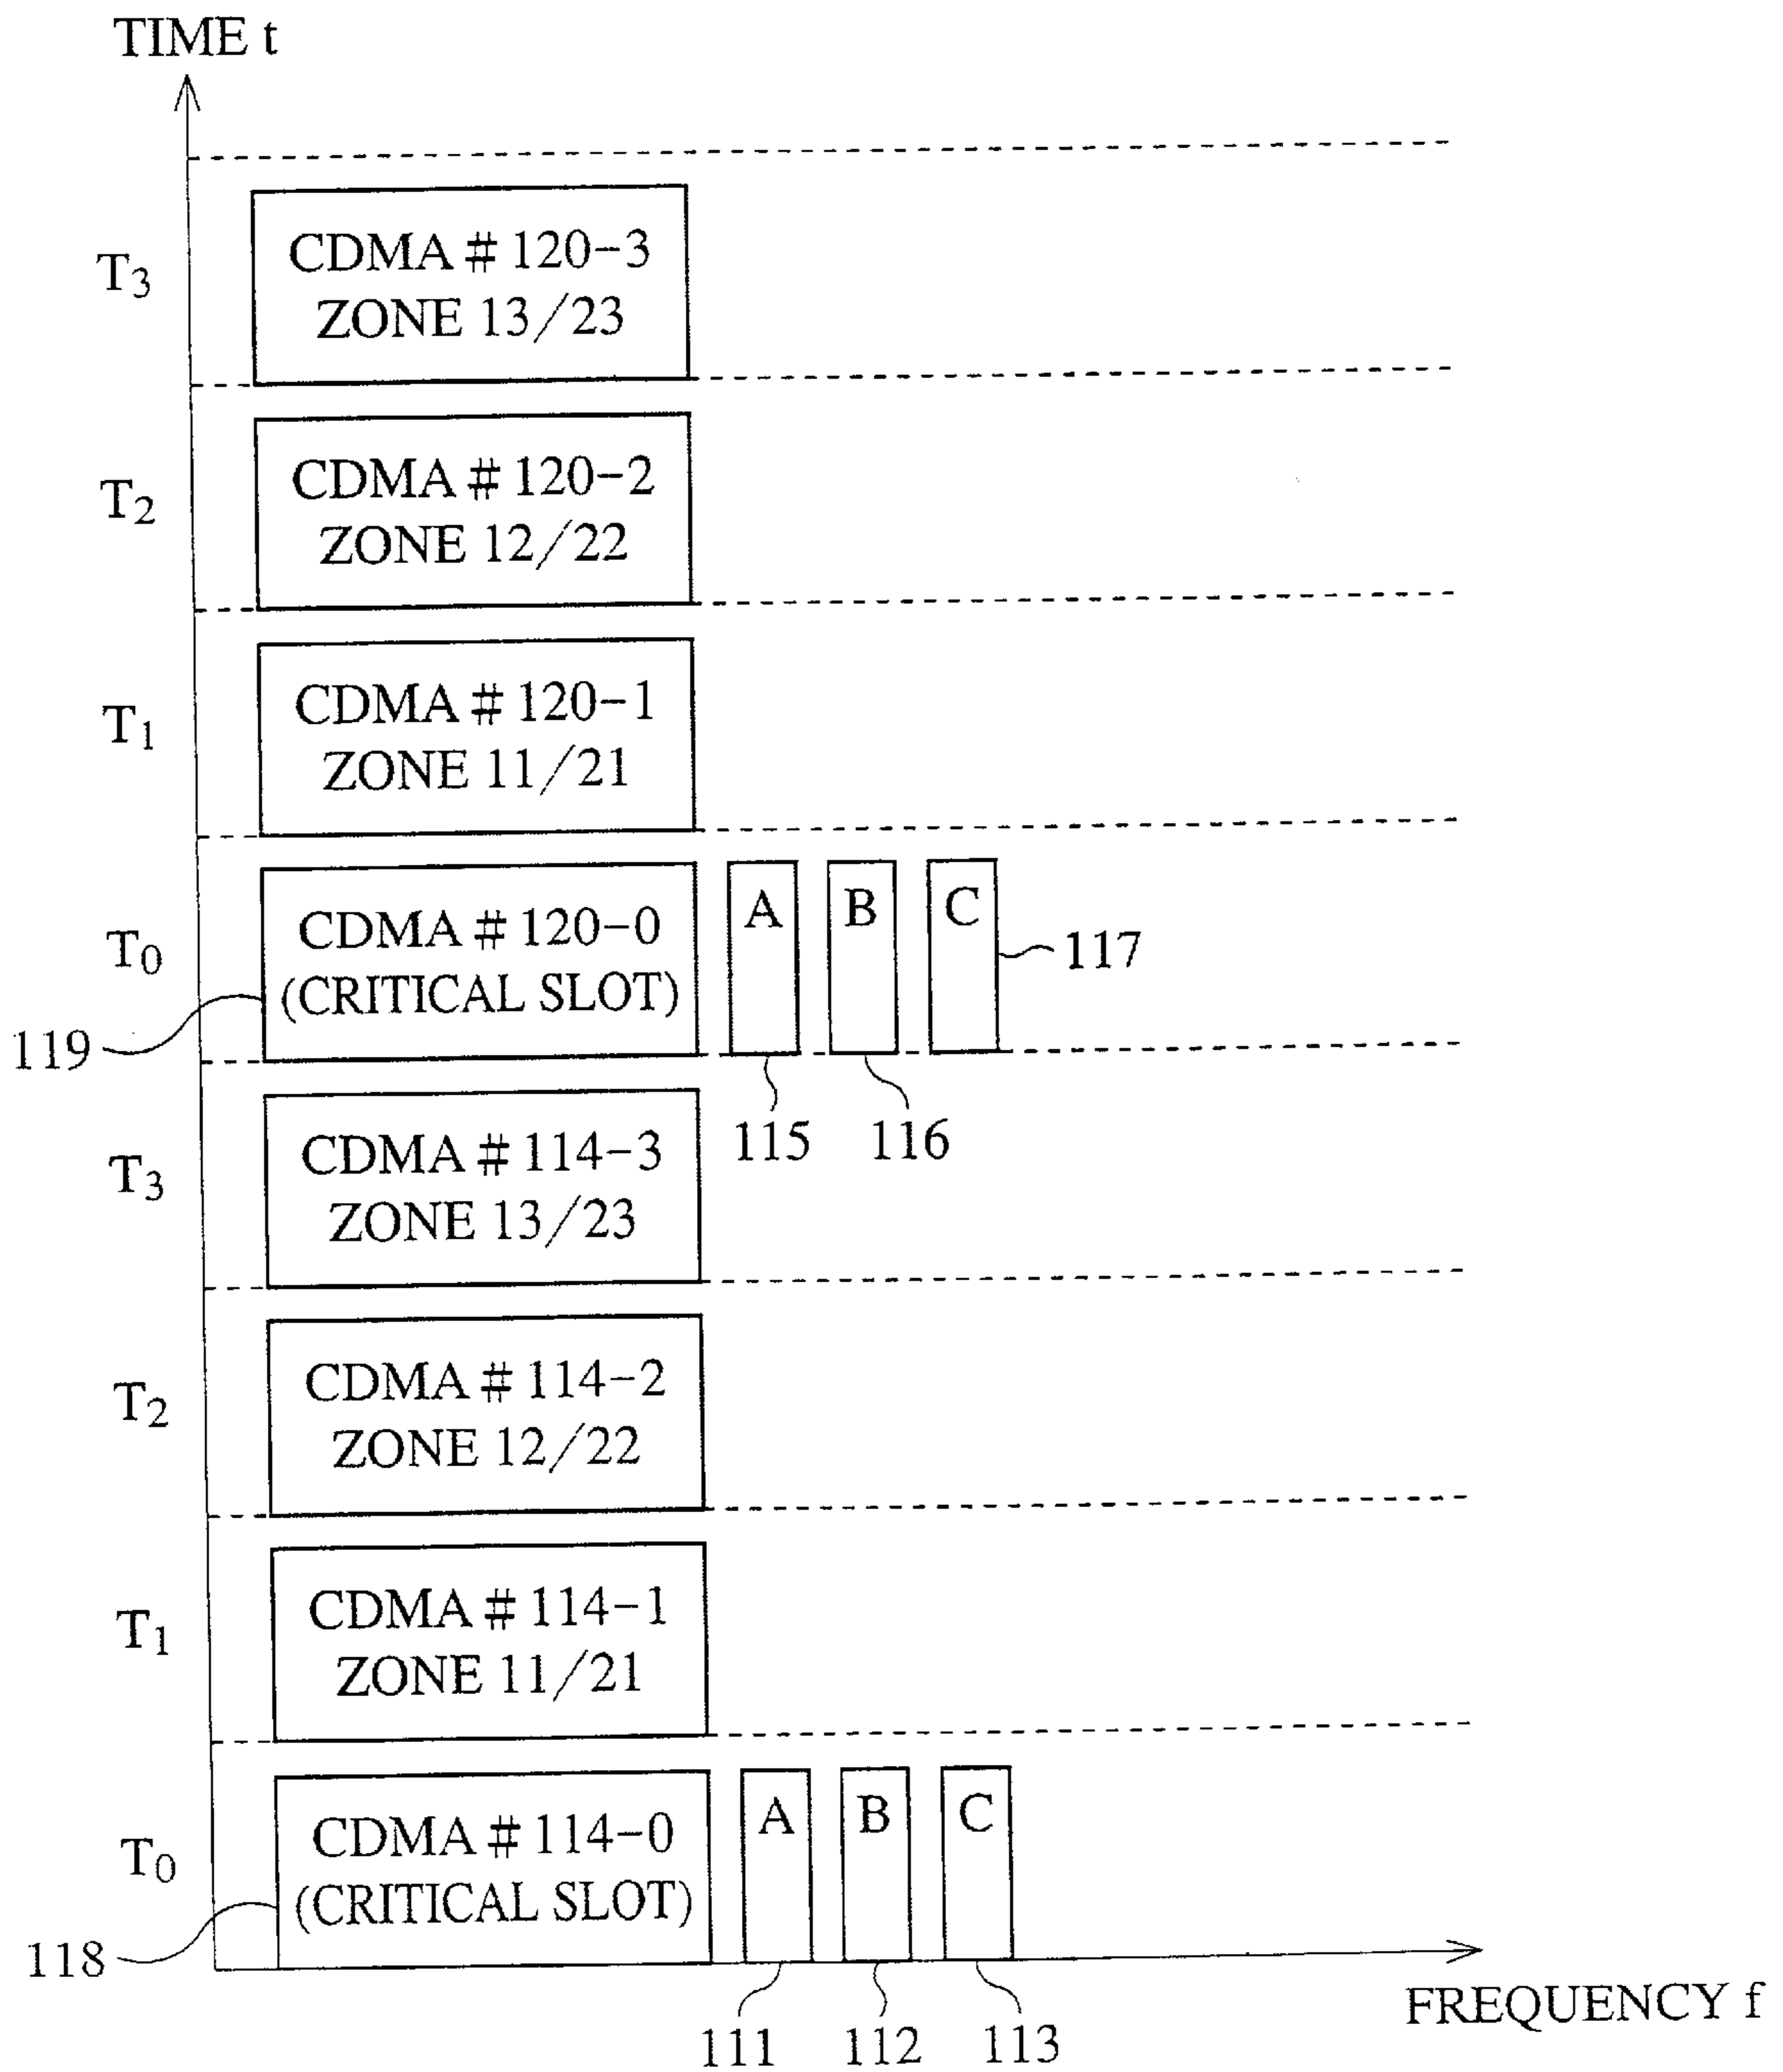 TIME t
T3
CDMA # 120-3
ZONE 13/23
T2
CDMA # 120-2
ZONE 12/22
T1
CDMA # 120-1
ZONE 11/21
T0
CDMA # 120-0
(CRITICAL SLOT)
A
B
C
117
119
115
116
T3
CDMA # 114-3
ZONE 13/23
T2
CDMA # 114-2
ZONE 12/22
T1
CDMA # 114-1
ZONE 11/21
T0
CDMA # 114-0
(CRITICAL SLOT)
A
B
C
118
111
112
113
FREQUENCY f